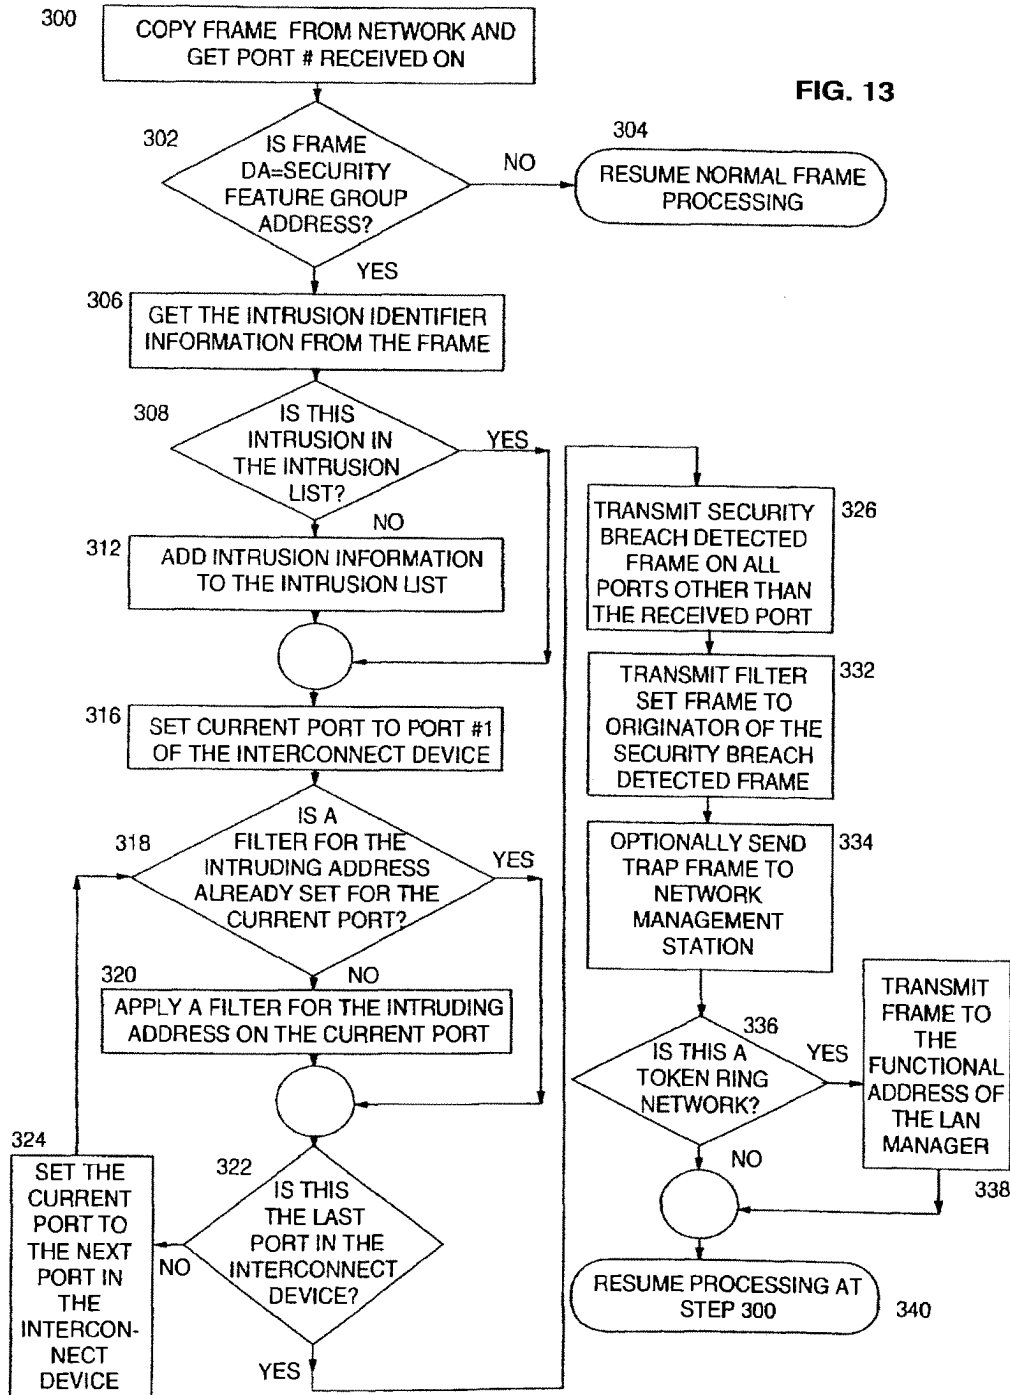 300
COPY FRAME FROM NETWORK AND
GET PORT # RECEIVED ON
FIG. 13
302
IS FRAME
DA=SECURITY
FEATURE GROUP
ADDRESS?
NO
304
RESUME NORMAL FRAME
PROCESSING
YES
306
GET THE INTRUSION IDENTIFIER
INFORMATION FROM THE FRAME
308
IS THIS
INTRUSION IN
THE INTRUSION
LIST?
YES
NO
312
ADD INTRUSION INFORMATION
TO THE INTRUSION LIST
316
SET CURRENT PORT TO PORT #1
OF THE INTERCONNECT DEVICE
318
IS A
FILTER FOR THE
INTRUDING ADDRESS
ALREADY SET FOR THE
CURRENT PORT?
YES
NO
320
APPLY A FILTER FOR THE INTRUDING
ADDRESS ON THE CURRENT PORT
322
IS THIS
THE LAST
PORT IN THE
INTERCONNECT
DEVICE?
NO
324
SET THE
CURRENT
PORT TO
THE NEXT
PORT IN
THE
INTERCON-
NECT
DEVICE
YES
TRANSMIT SECURITY
BREACH DETECTED
FRAME ON ALL
PORTS OTHER THAN
THE RECEIVED PORT
326
TRANSMIT FILTER
SET FRAME TO
ORIGINATOR OF THE
SECURITY BREACH
DETECTED FRAME
332
OPTIONALLY SEND
TRAP FRAME TO
NETWORK
MANAGEMENT
STATION
334
336
IS THIS A
TOKEN RING
NETWORK?
YES
TRANSMIT
FRAME TO
THE
FUNCTIONAL
ADDRESS OF
THE LAN
MANAGER
338
NO
RESUME PROCESSING AT
STEP 300
340